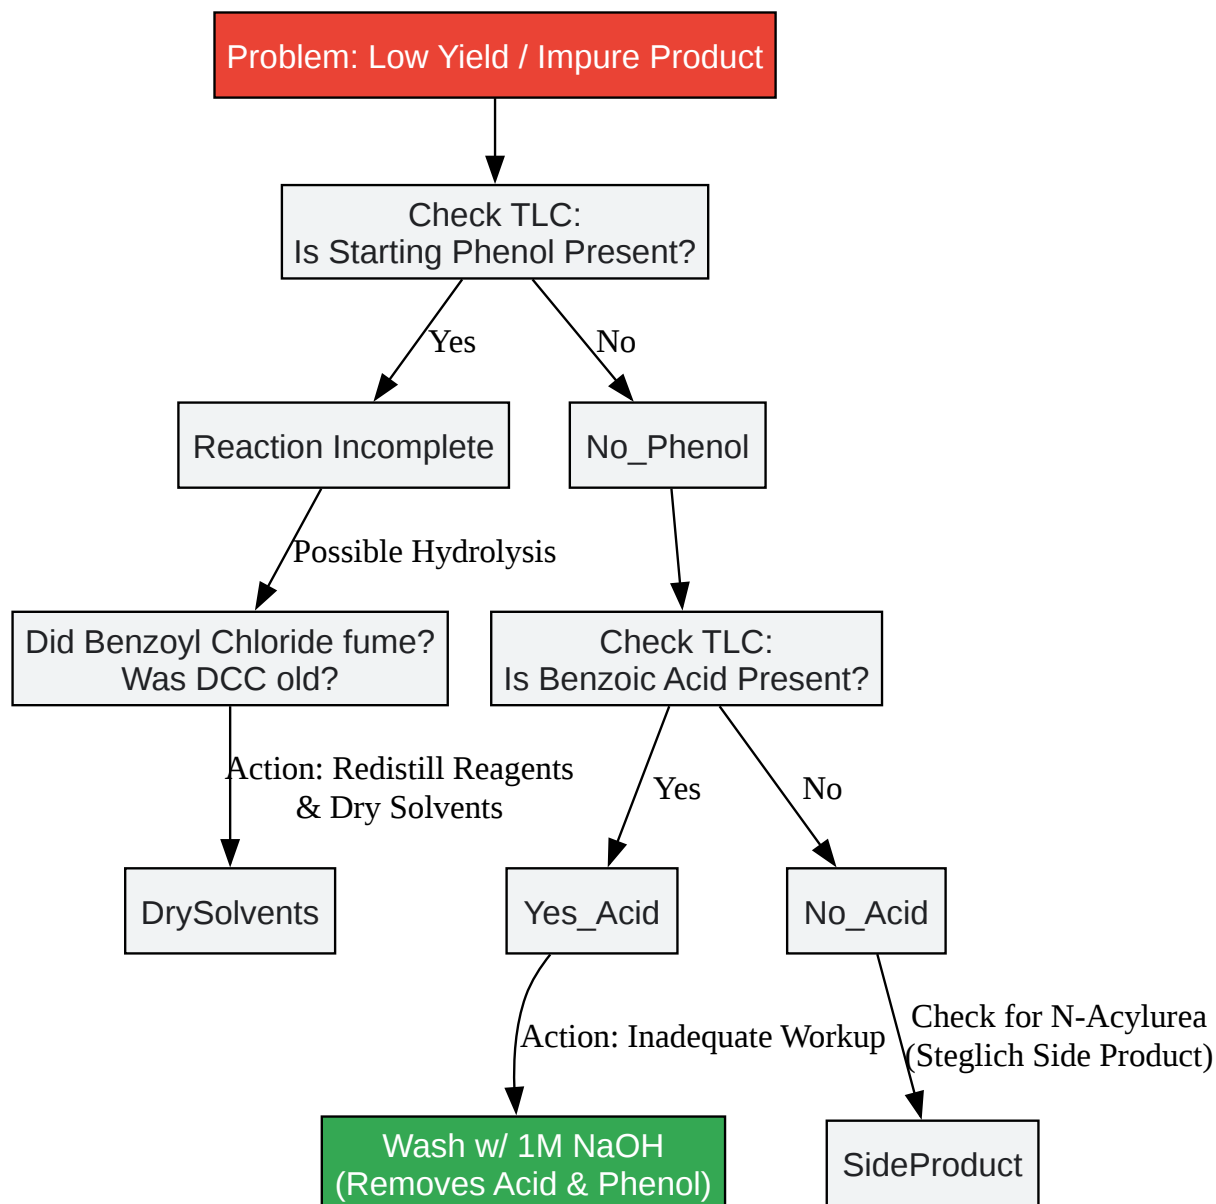 Problem: Low Yield / Impure Product
Check TLC:
Is Starting Phenol Present?
Yes
No
Reaction Incomplete
No_Phenol
Possible Hydrolysis
Did Benzoyl Chloride fume?
Was DCC old?
Check TLC:
Is Benzoic Acid Present?
Action: Redistill Reagents
& Dry Solvents
Yes
No
DrySolvents
Yes_Acid
No_Acid
Action: Inadequate Workup
Check for N-Acylurea
(Steglich Side Product)
Wash w/ 1M NaOH
(Removes Acid & Phenol)
SideProduct